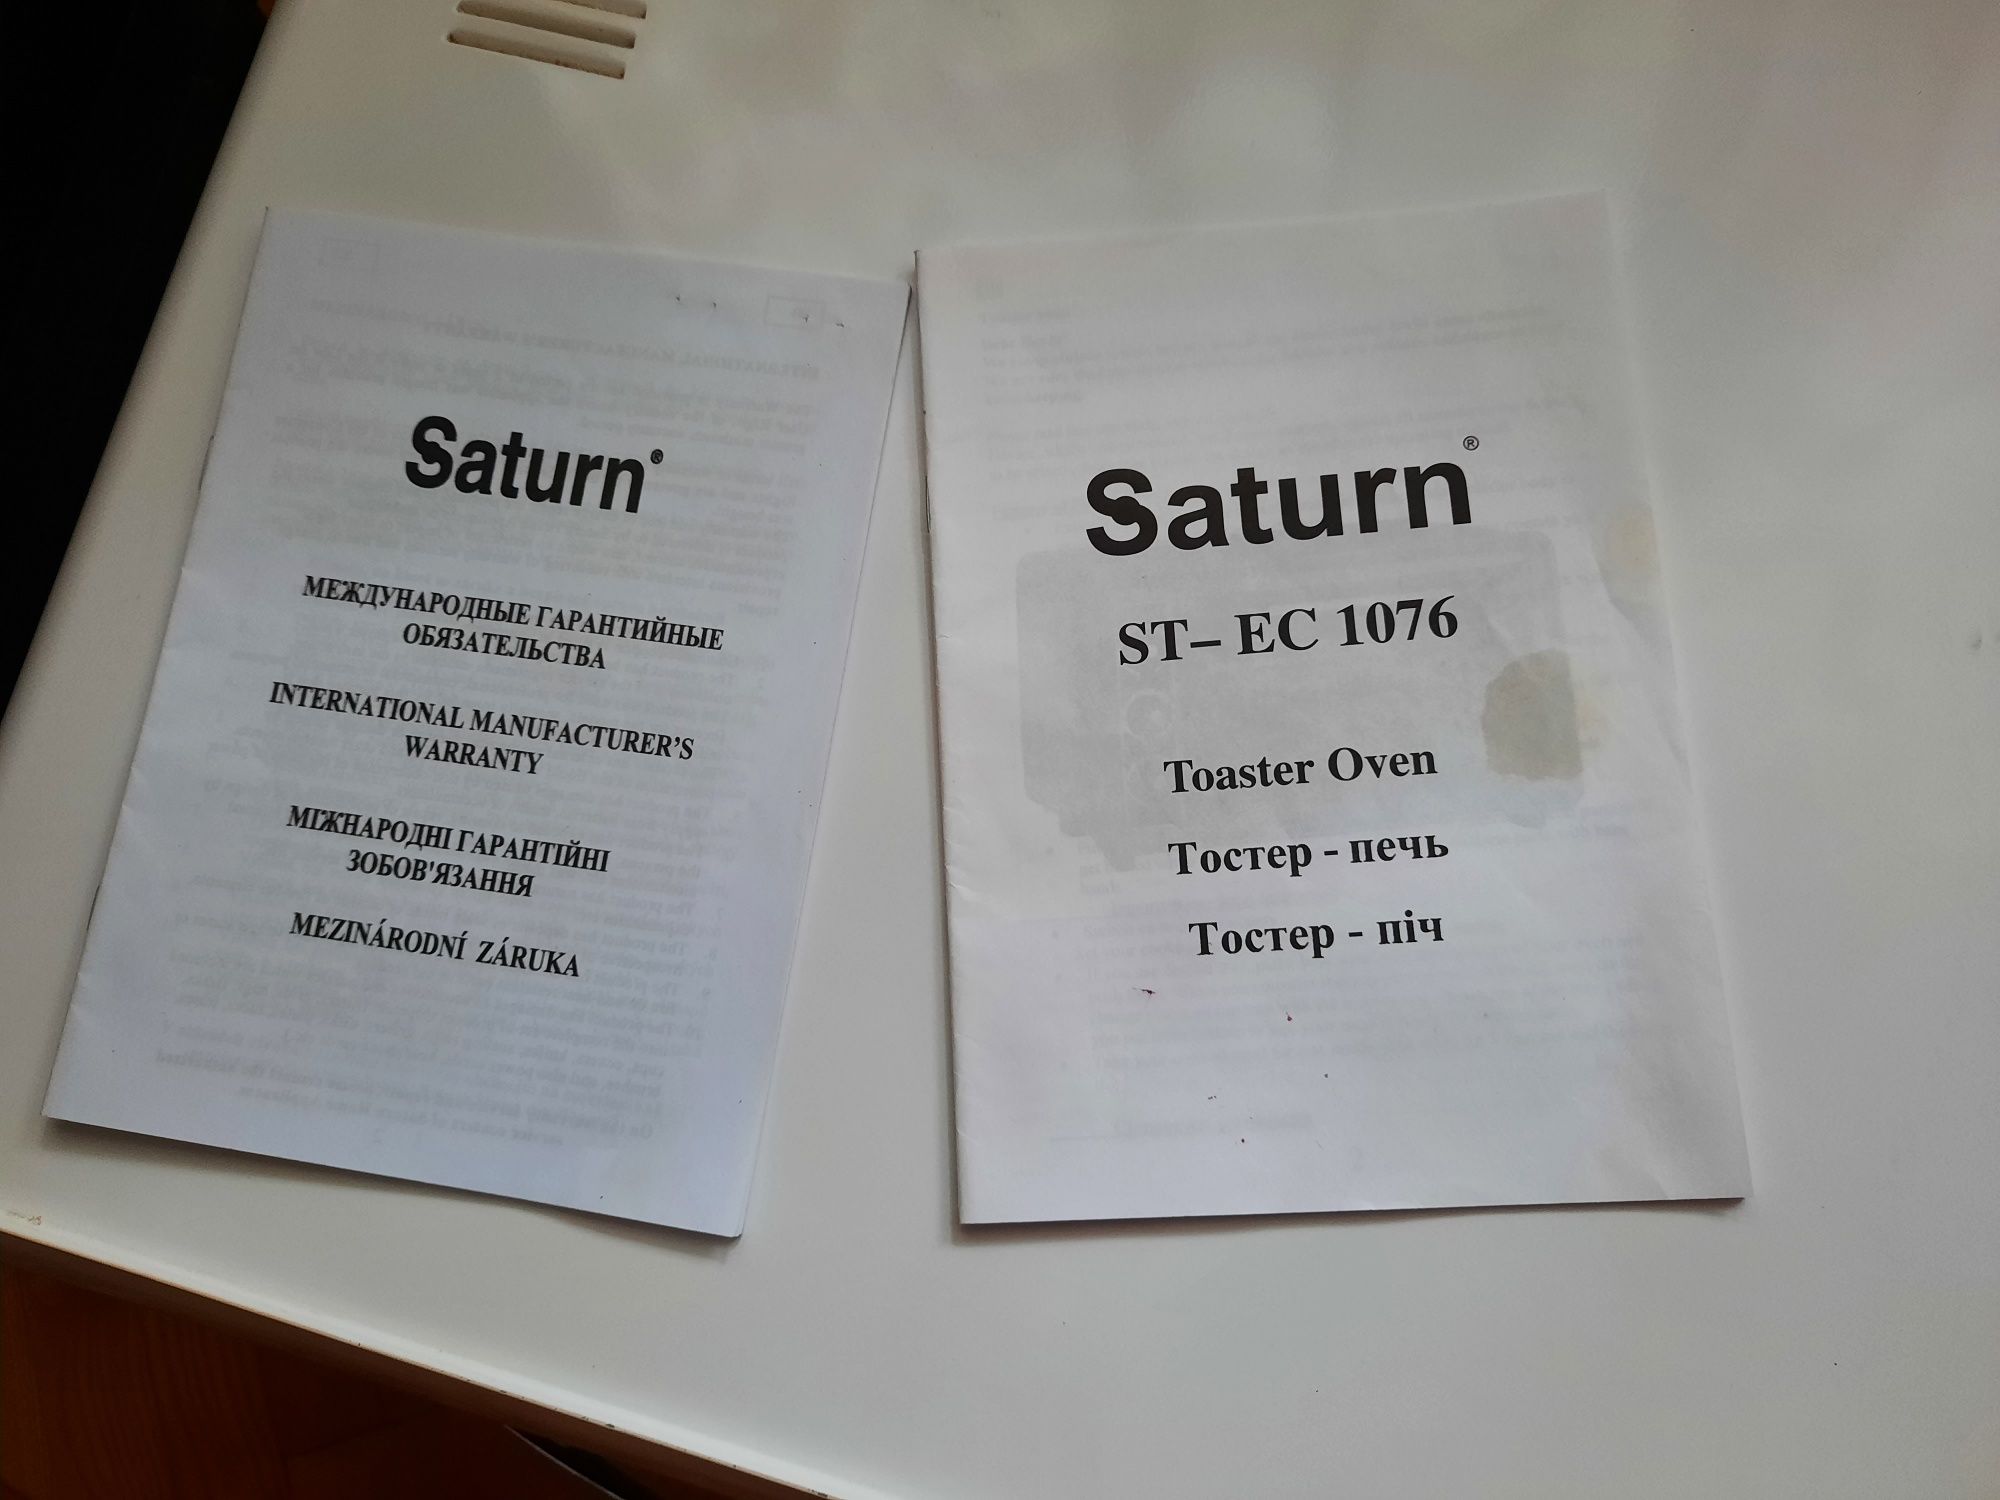 Saturn®
МЕЖДУНАРОДНЫЕ ГАРАНТИЙНЫЕ
ОБЯЗАТЕЛЬСТВА
INTERNATIONAL MANUFACTURER'S
WARRANTY
МІЖНАРОДНІ ГАРАНТІЙНІ
ЗОБОВ'ЯЗАННЯ
MEZINÁRODNÍ ZÁRUKA
Saturn®
ST– EC 1076
Toaster Oven
Тостер - печь
Тостер - піч